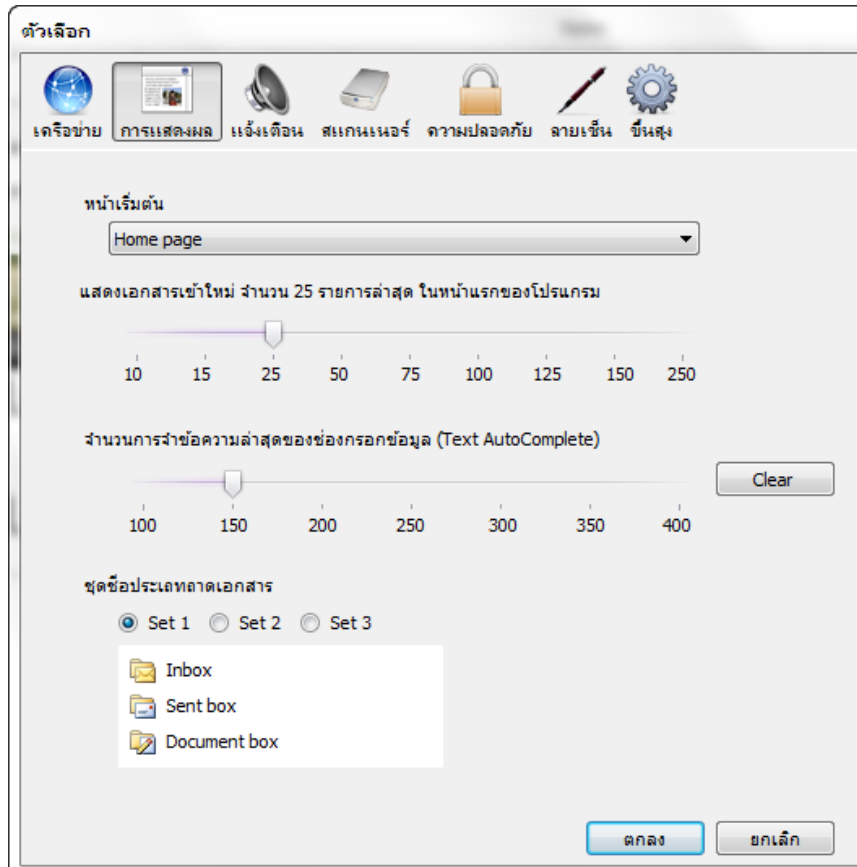 ตัวเลือก
เครือข่าย การแสดงผล แจ้งเตือน สแกนเนอร์ ความปลอดภัย ลายเซ็น ขั้นสูง
หน้าเริ่มต้น
Home page
แสดงเอกสารเข้าใหม่ จำนวน 25 รายการล่าสุด ในหน้าแรกของโปรแกรม
10 15 25 50 75 100 125 150 250
จำนวนการจำข้อความล่าสุดของช่องกรอกข้อมูล (Text AutoComplete)
Clear
100 150 200 250 300 350 400
ชุดชื่อประเภทถาดเอกสาร
Set 1 Set 2 Set 3
Inbox
Sent box
Document box
ตกลง ยกเลิก